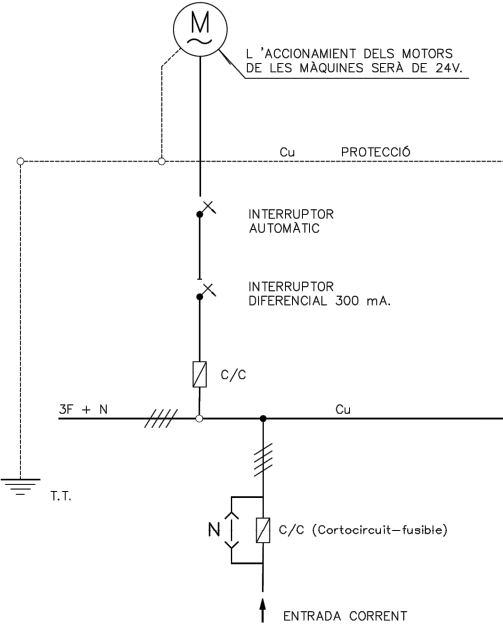 M
L 'ACCIONAMIENT DELS MOTORS
DE LES MÀQUINES SERÀ DE 24V.
Cu PROTECCIÓ
INTERRUPTOR
AUTOMÀTIC
INTERRUPTOR
DIFERENCIAL 300 mA.
C/C
3F + N Cu
T.T.
N C/C (Cortocircuit-fusible)
ENTRADA CORRENT